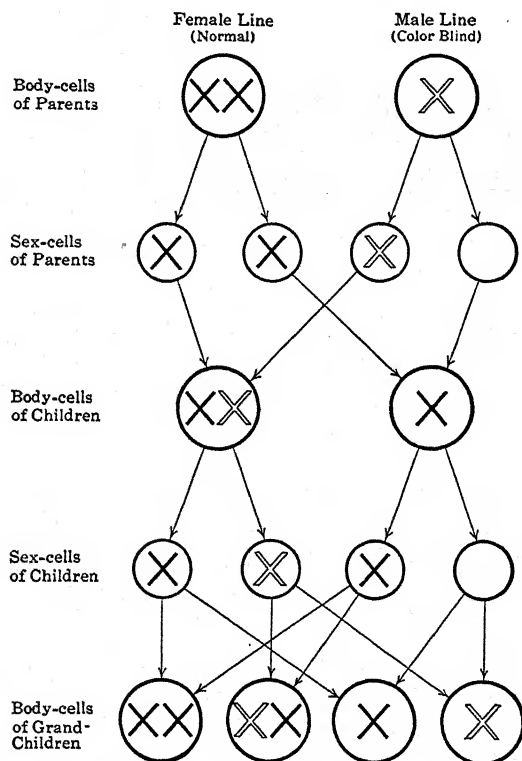 Female Line
(Normal)
Male Line
(Color Blind)
Body-cells
of Parents
X X
X
Sex-cells
of Parents
X
X
X
Body-cells
of Children
X X
X
Sex-cells
of Children
X
X
X
Body-cells
of Grand-
Children
X X
X X
X
X